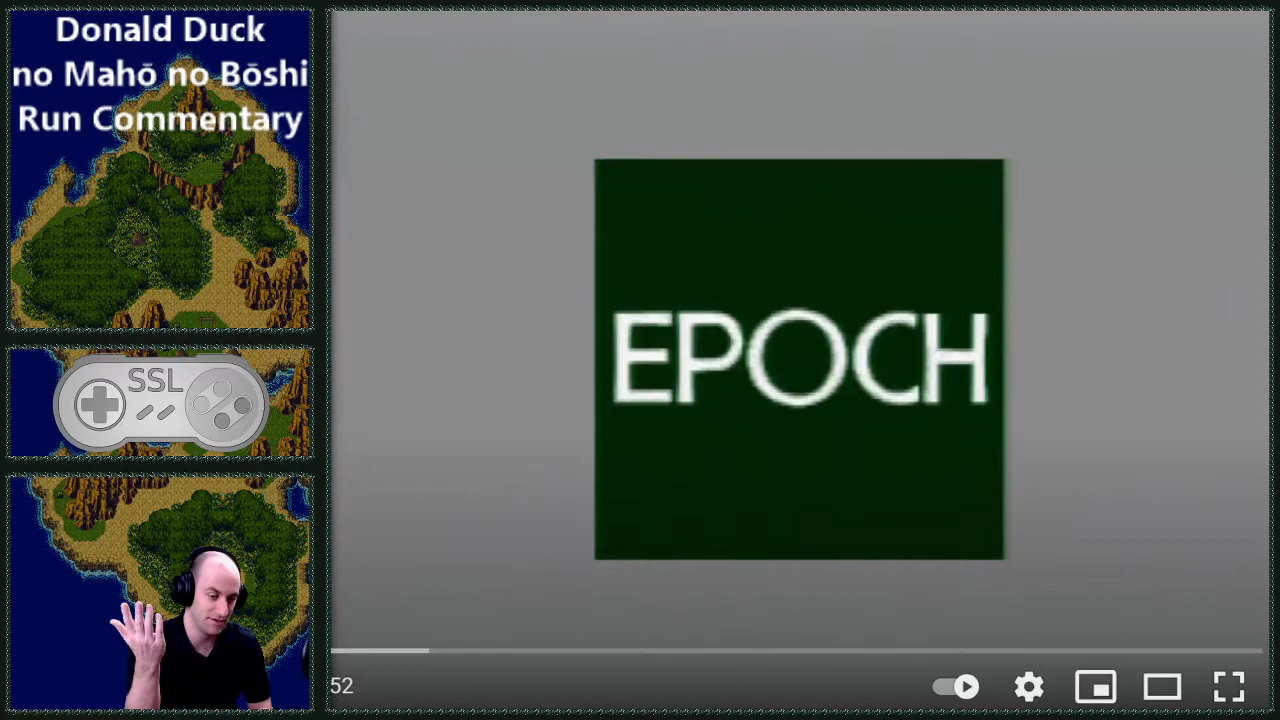 Donald Duck
no Mahō no Bōshi
Run Commentary
EPOCH
SSL
52